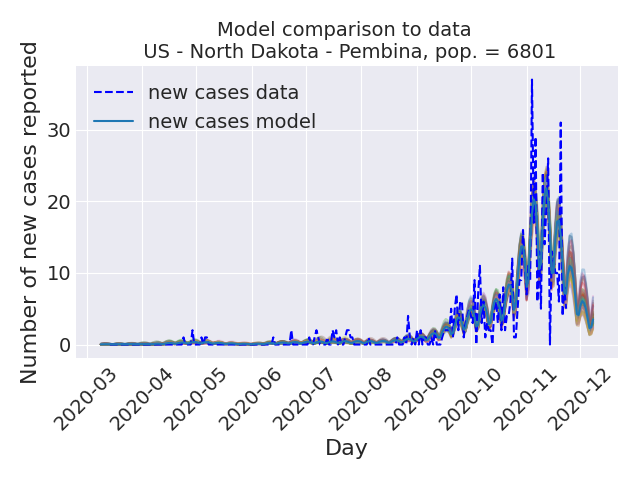 Model comparison to data
US - North Dakota - Pembina, pop. = 6801
Number of new cases reported
new cases data
new cases model
30
20
10
0
2020-03
2020-04
2020-05
2020-06
2020-07
2020-08
2020-09
2020-10
2020-11
2020-12
Day